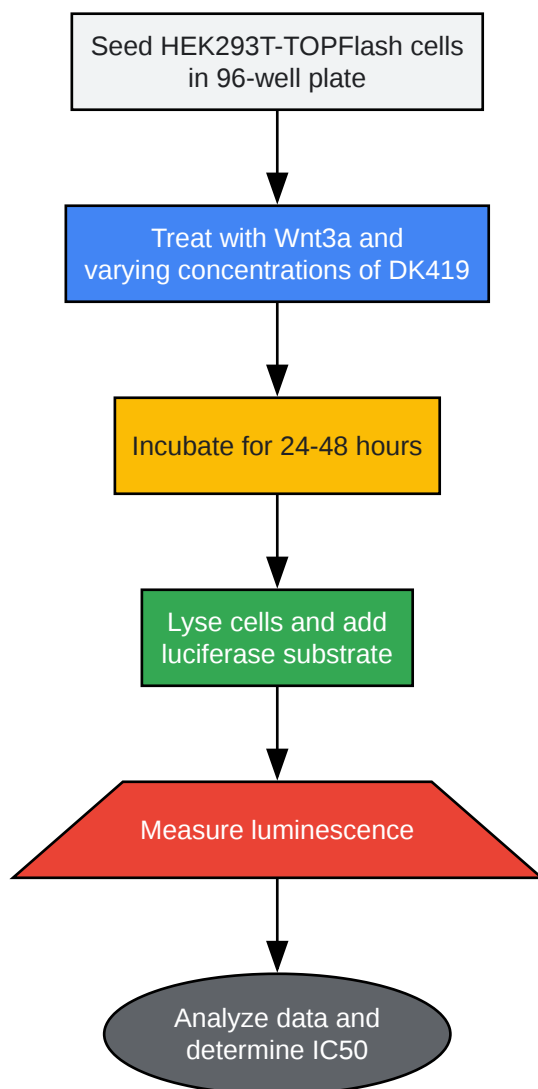 Seed HEK293T-TOPFlash cells
in 96-well plate
Treat with Wnt3a and
varying concentrations of DK419
Incubate for 24-48 hours
Lyse cells and add
luciferase substrate
Measure luminescence
Analyze data and
determine IC50